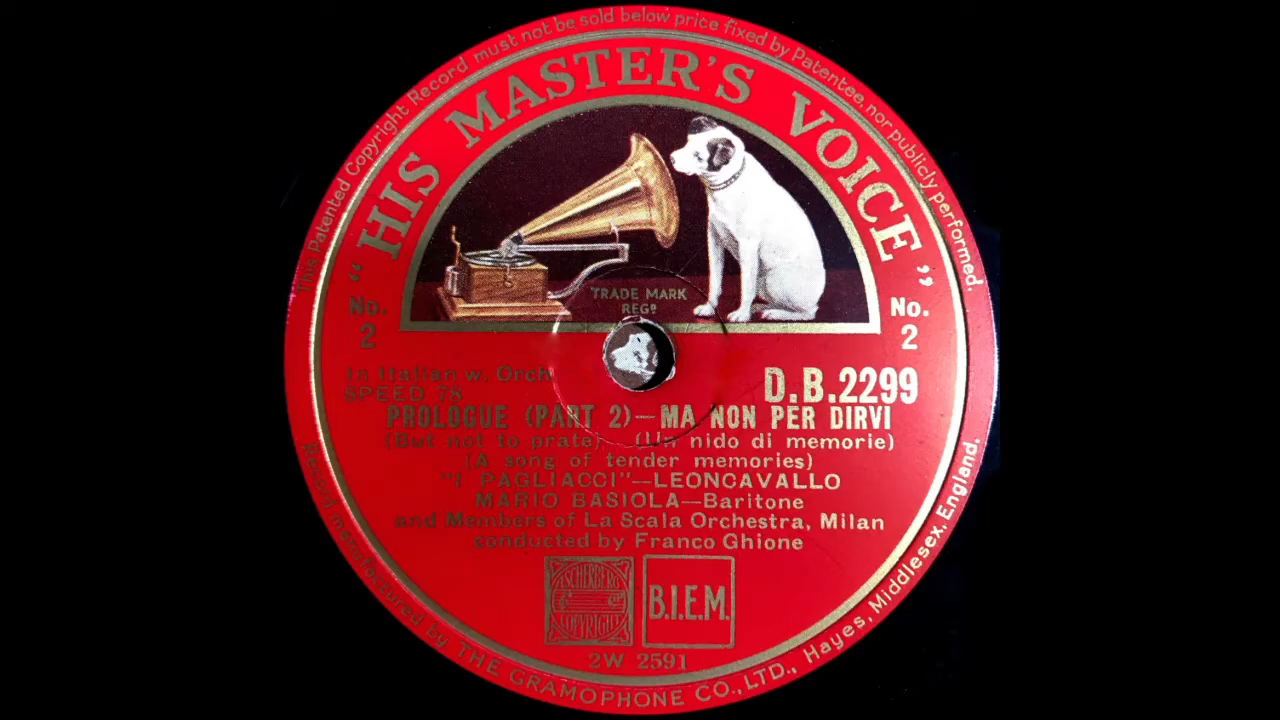 This Patented Copyright Record must not be sold below price fixed by Patentee, nor publicly performed.
"HIS MASTER'S VOICE"
TRADE MARK
REGD
No. 2
No. 2
In Italian w. Orch
SPEED 78
D.B.2299
PROLOGUE (PART 2)—MA NON PER DIRVI
(But not to prate)—(Un nido di memorie)
(A song of tender memories)
"I PAGLIACCI"—LEONCAVALLO
MARIO BASIOLA—Baritone
and Members of La Scala Orchestra, Milan
conducted by Franco Ghione
ASCHERBERG
COPYRIGHT
B.I.E.M.
2W 2591
Record manufactured by THE GRAMOPHONE CO., LTD., Hayes, Middlesex, England.